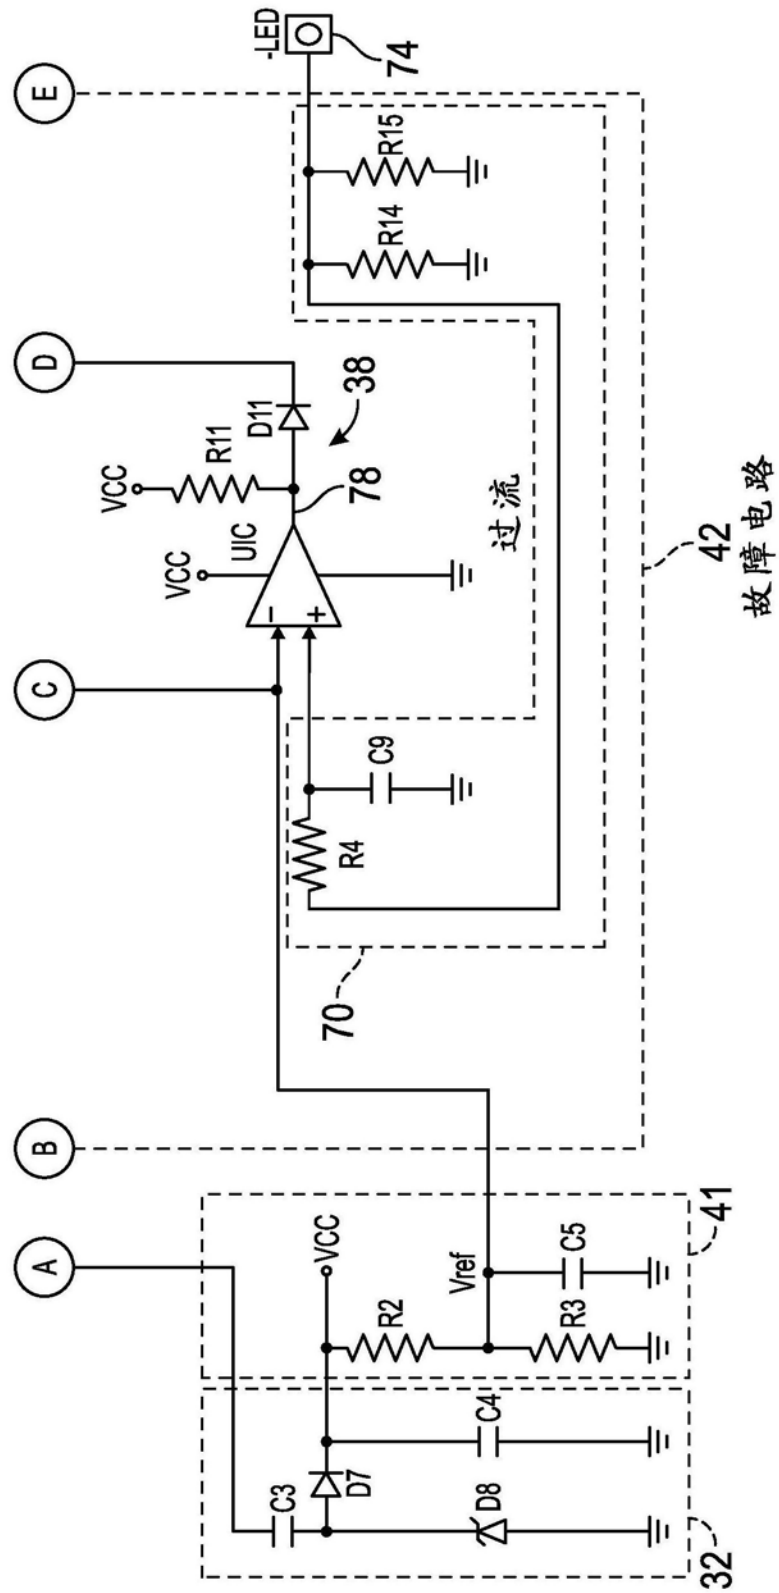 A
B
C
D
E
C3
D7
D8
C4
32
VCC
R2
Vref
R3
C5
41
70
R4
C9
VCC
UIC
-
+
VCC
R11
78
D11
38
过流
R14
R15
-LED
74
42
故障电路